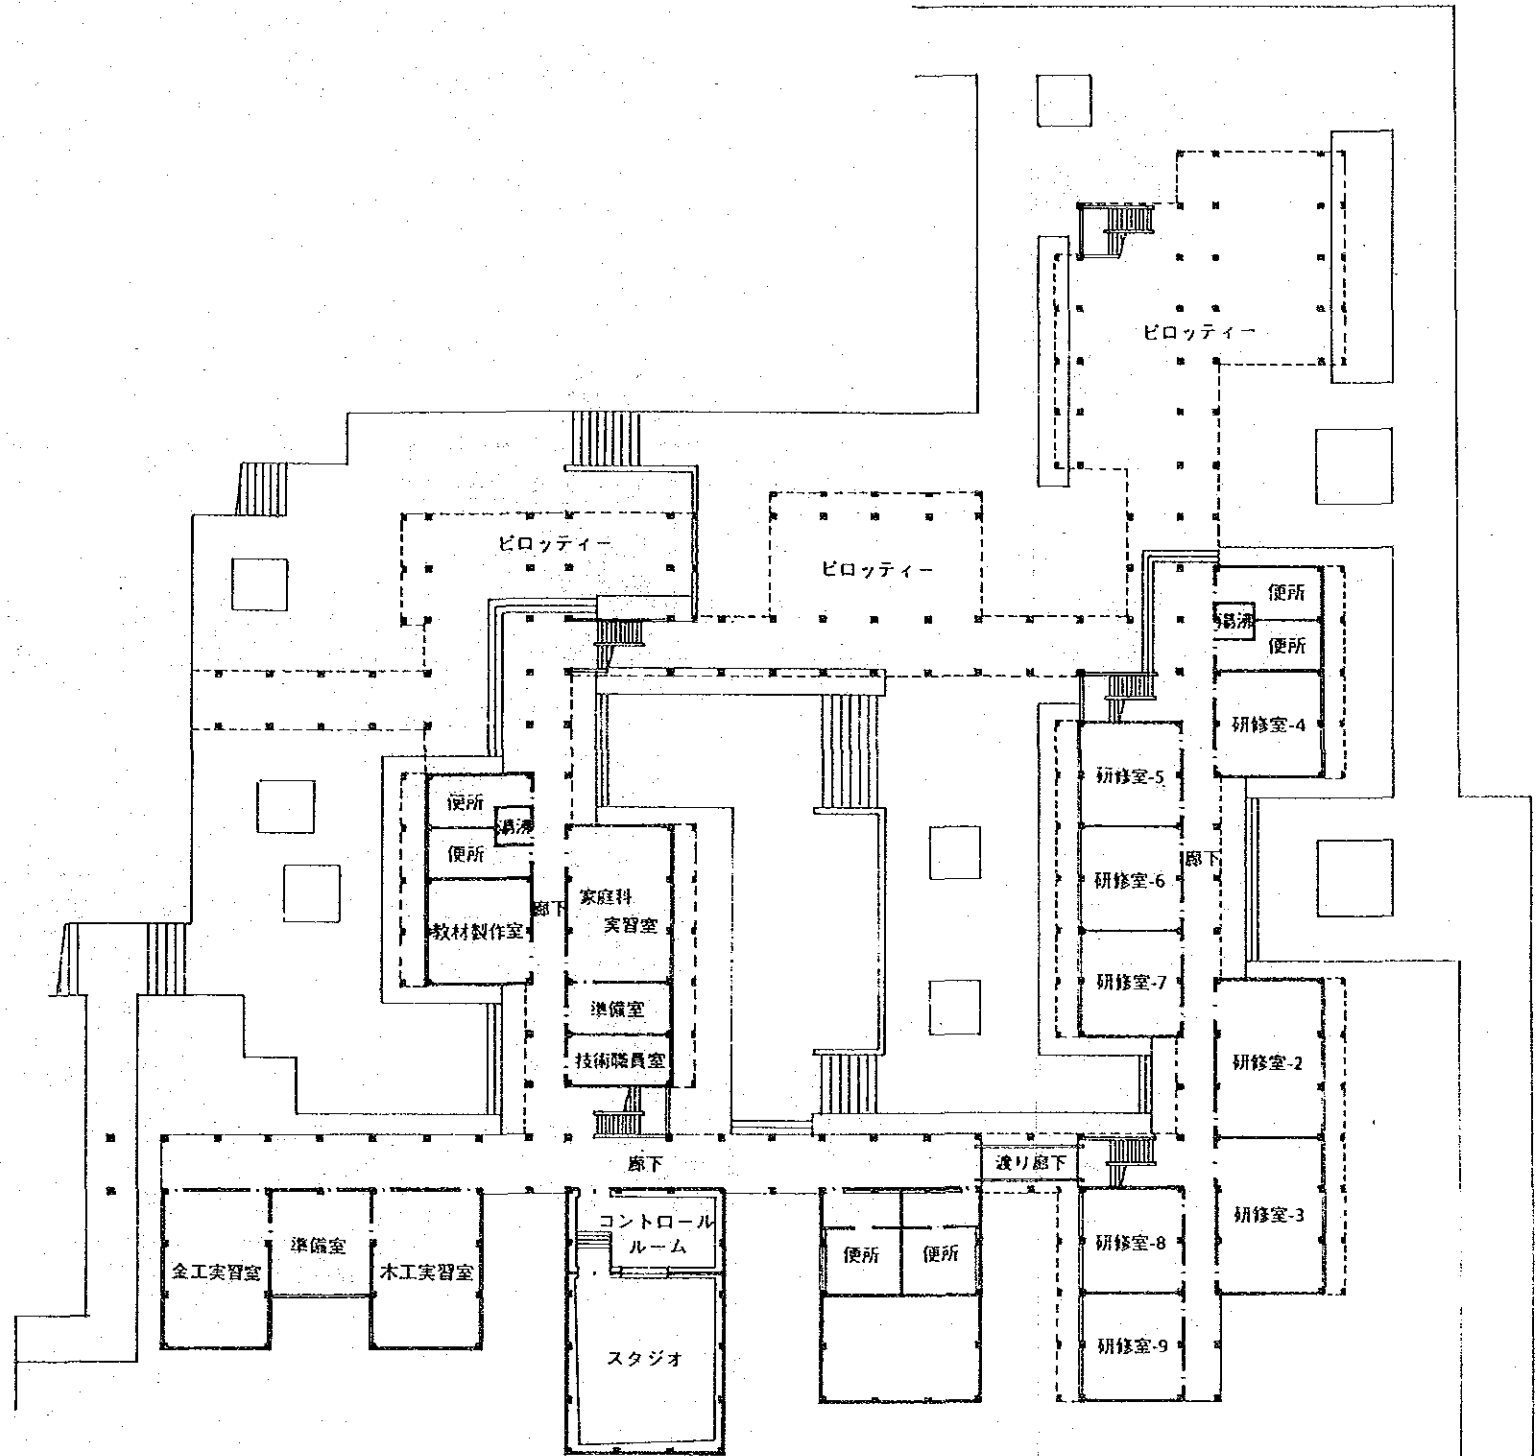 ピロッティー
ピロッティー
ピロッティー
便所
湯沸
便所
研修室-4
研修室-5
便所
湯沸
便所
廊下
研修室-6
家庭科
実習室
廊下
教材製作室
研修室-7
準備室
技術職員室
研修室-2
廊下
渡り廊下
コントロール
ルーム
研修室-3
準備室
便所
便所
研修室-8
金工実習室
木工実習室
スタジオ
研修室-9